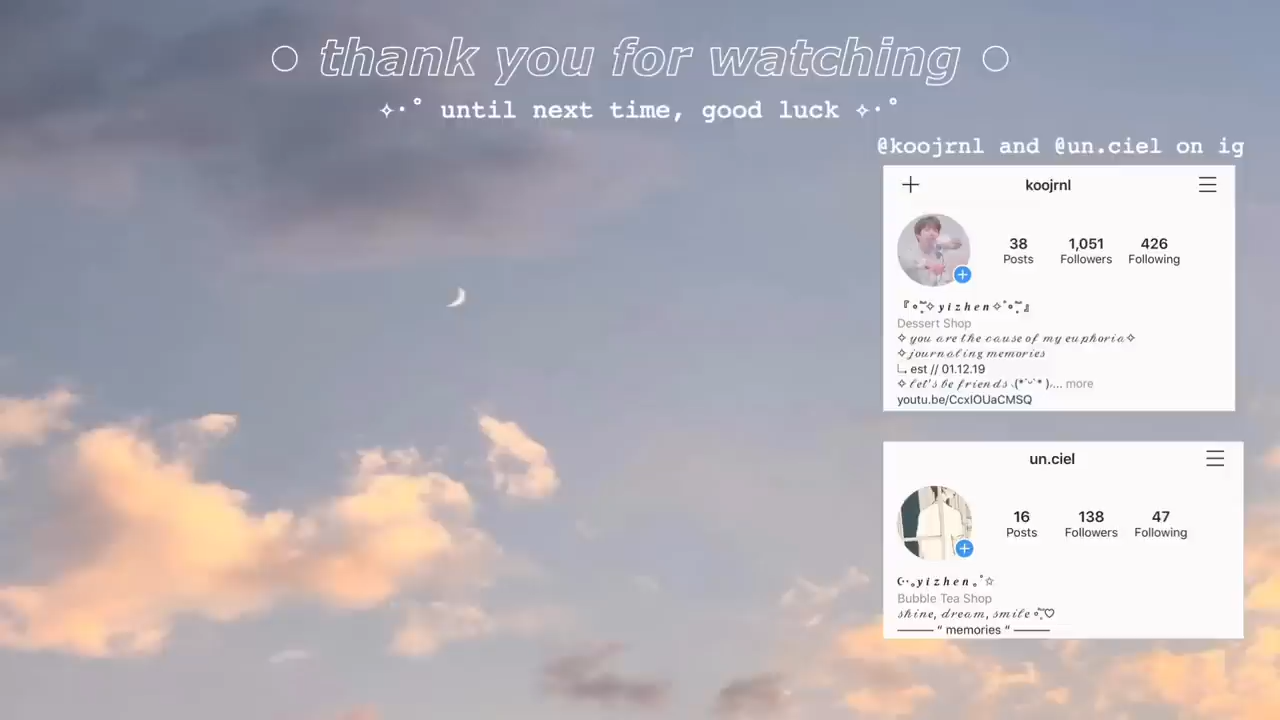 ○ thank you for watching ○
✧･ﾟ until next time, good luck ✧･ﾟ
@koojrnl and @un.ciel on ig
koojrnl
38 1,051 426
Posts Followers Following
『 ∘˚̩̥̩̥✧ 𝒚 𝒊 𝒛 𝒉 𝒆 𝒏 ✧˚∘˚̩̥̩̥ 』
Dessert Shop
✧ 𝓎𝑜𝓊 𝒶𝓇𝑒 𝓉𝒽𝑒 𝒸𝒶𝓊𝓈𝑒 𝑜𝒻 𝓂𝓎 𝑒𝓊𝓅𝒽𝑜𝓇𝒾𝒶 ✧
✧ 𝒿𝑜𝓊𝓇𝓃𝒶𝓁𝒾𝓃𝑔 𝓂𝑒𝓂𝑜𝓇𝒾𝑒𝓈
ㄴ est // 01.12.19
✧ 𝓁𝑒𝓉'𝓈 𝒷𝑒 𝒻𝓇𝒾𝑒𝓃𝒹𝓈 ⸜(*ˊᵕˋ* )⸝... more
youtu.be/CcxIOUaCMSQ
un.ciel
16 138 47
Posts Followers Following
☪··｡𝒚 𝒊 𝒛 𝒉 𝒆 𝒏 ｡˚☆
Bubble Tea Shop
𝓈𝒽𝒾𝓃𝑒, 𝒹𝓇𝑒𝒶𝓂, 𝓈𝓂𝒾𝓁𝑒 ∘˚̩̥̩̥♡
——— “ memories “ ———